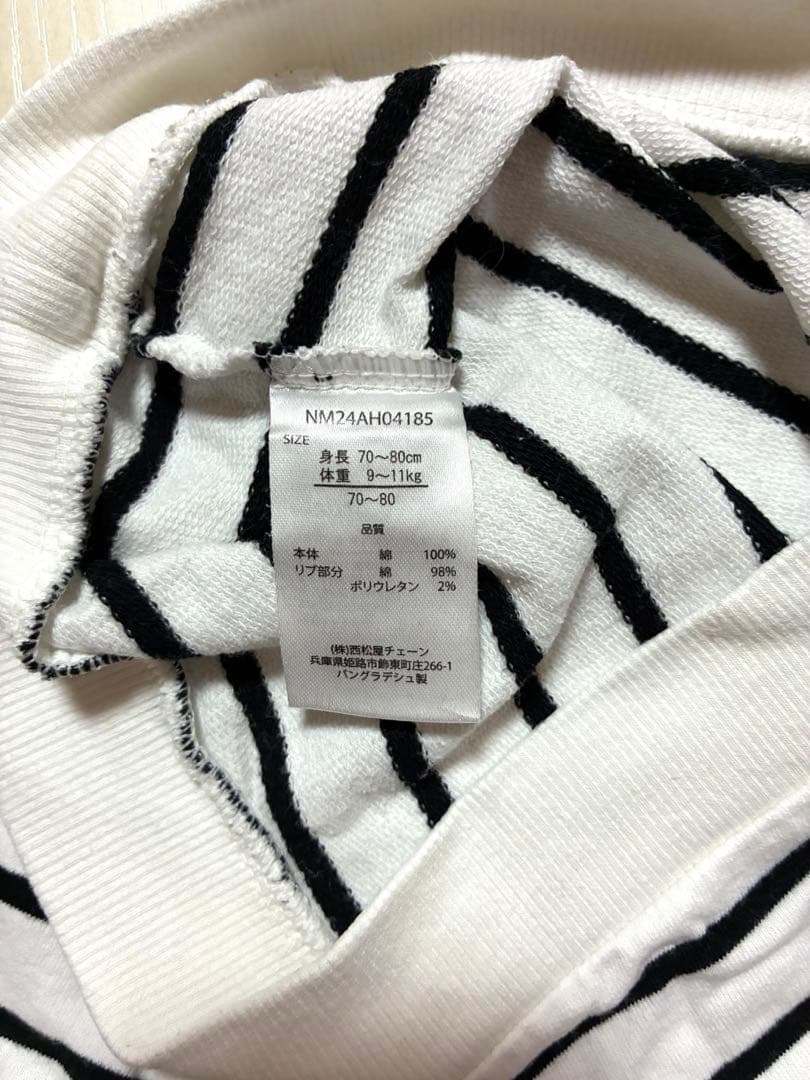 NM24AH04185
SIZE
身長 70～80cm
体重 9～11kg
70～80
品質
本体 綿 100%
リブ部分 綿 98%
ポリウレタン 2%
(株)西松屋チェーン
兵庫県姫路市飾東町庄266-1
バングラデシュ製